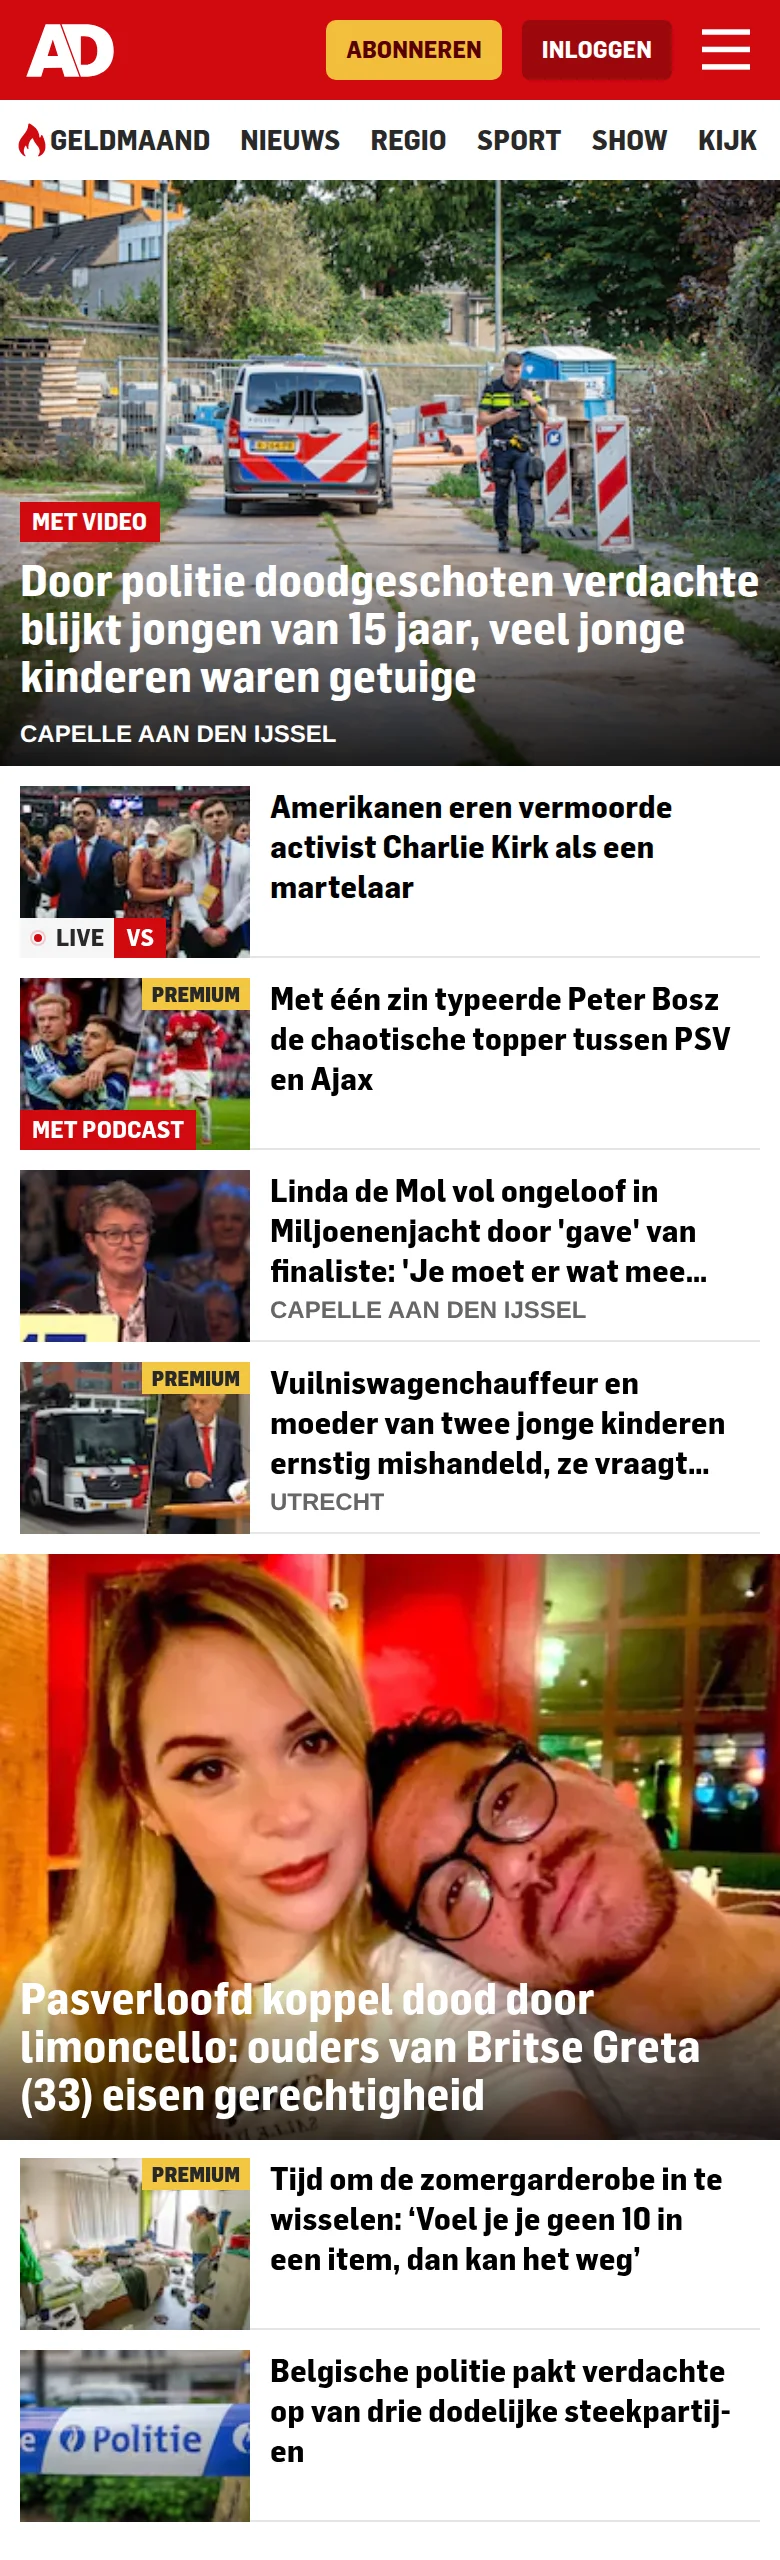 AD
ABONNEREN
INLOGGEN
GELDMAAND
NIEUWS
REGIO
SPORT
SHOW
KIJK
POLITIE
MET VIDEO
Door politie doodgeschoten verdachte
blijkt jongen van 15 jaar, veel jonge
kinderen waren getuige
CAPELLE AAN DEN IJSSEL
LIVE
VS
Amerikanen eren vermoorde
activist Charlie Kirk als een
martelaar
PREMIUM
MET PODCAST
Met één zin typeerde Peter Bosz
de chaotische topper tussen PSV
en Ajax
Linda de Mol vol ongeloof in
Miljoenenjacht door 'gave' van
finaliste: 'Je moet er wat mee...
CAPELLE AAN DEN IJSSEL
PREMIUM
Vuilniswagenchauffeur en
moeder van twee jonge kinderen
ernstig mishandeld, ze vraagt...
UTRECHT
Pasverloofd koppel dood door
limoncello: ouders van Britse Greta
(33) eisen gerechtigheid
PREMIUM
Tijd om de zomergarderobe in te
wisselen: ‘Voel je je geen 10 in
een item, dan kan het weg’
e Politie
Belgische politie pakt verdachte
op van drie dodelijke steekpartij-
en